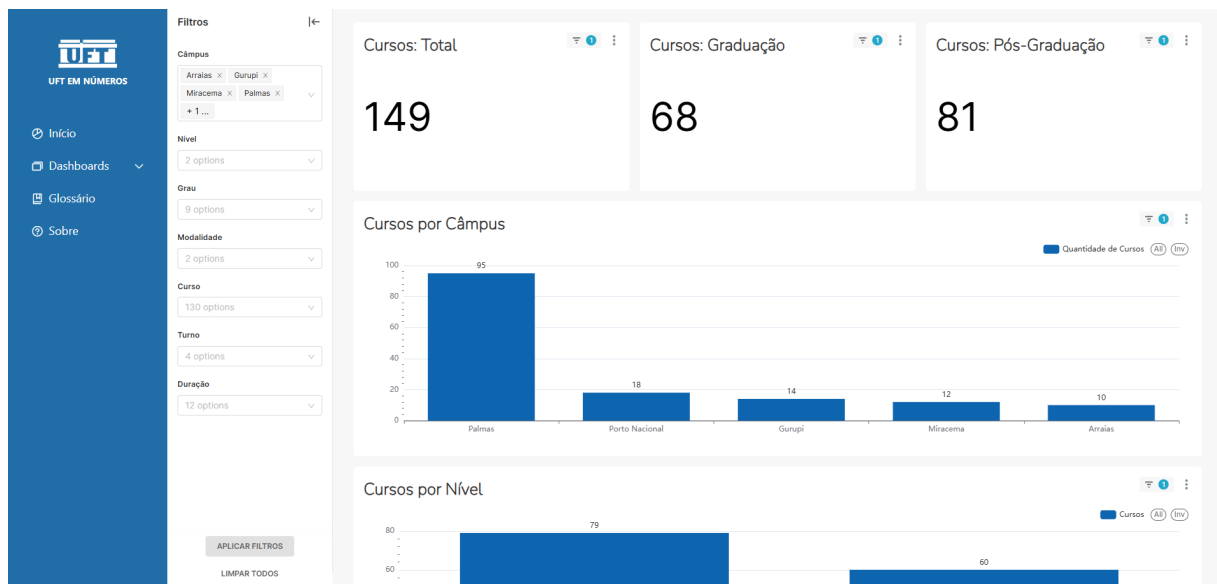 UFT
UFT EM NÚMEROS
Início
Dashboards
Glossário
Sobre
Filtros
Câmpus
Arraias × Gurupi ×
Miracema × Palmas ×
+ 1 ...
Nível
2 options
Grau
9 options
Modalidade
2 options
Curso
130 options
Turno
4 options
Duração
12 options
APLICAR FILTROS
LIMPAR TODOS
Cursos: Total
1
149
Cursos: Graduação
1
68
Cursos: Pós-Graduação
1
81
Cursos por Câmpus
1
Quantidade de Cursos All Inv
100
80
60
40
20
0
95
18
14
12
10
Palmas
Porto Nacional
Gurupi
Miracema
Arraias
Cursos por Nível
1
Cursos All Inv
80
60
79
60